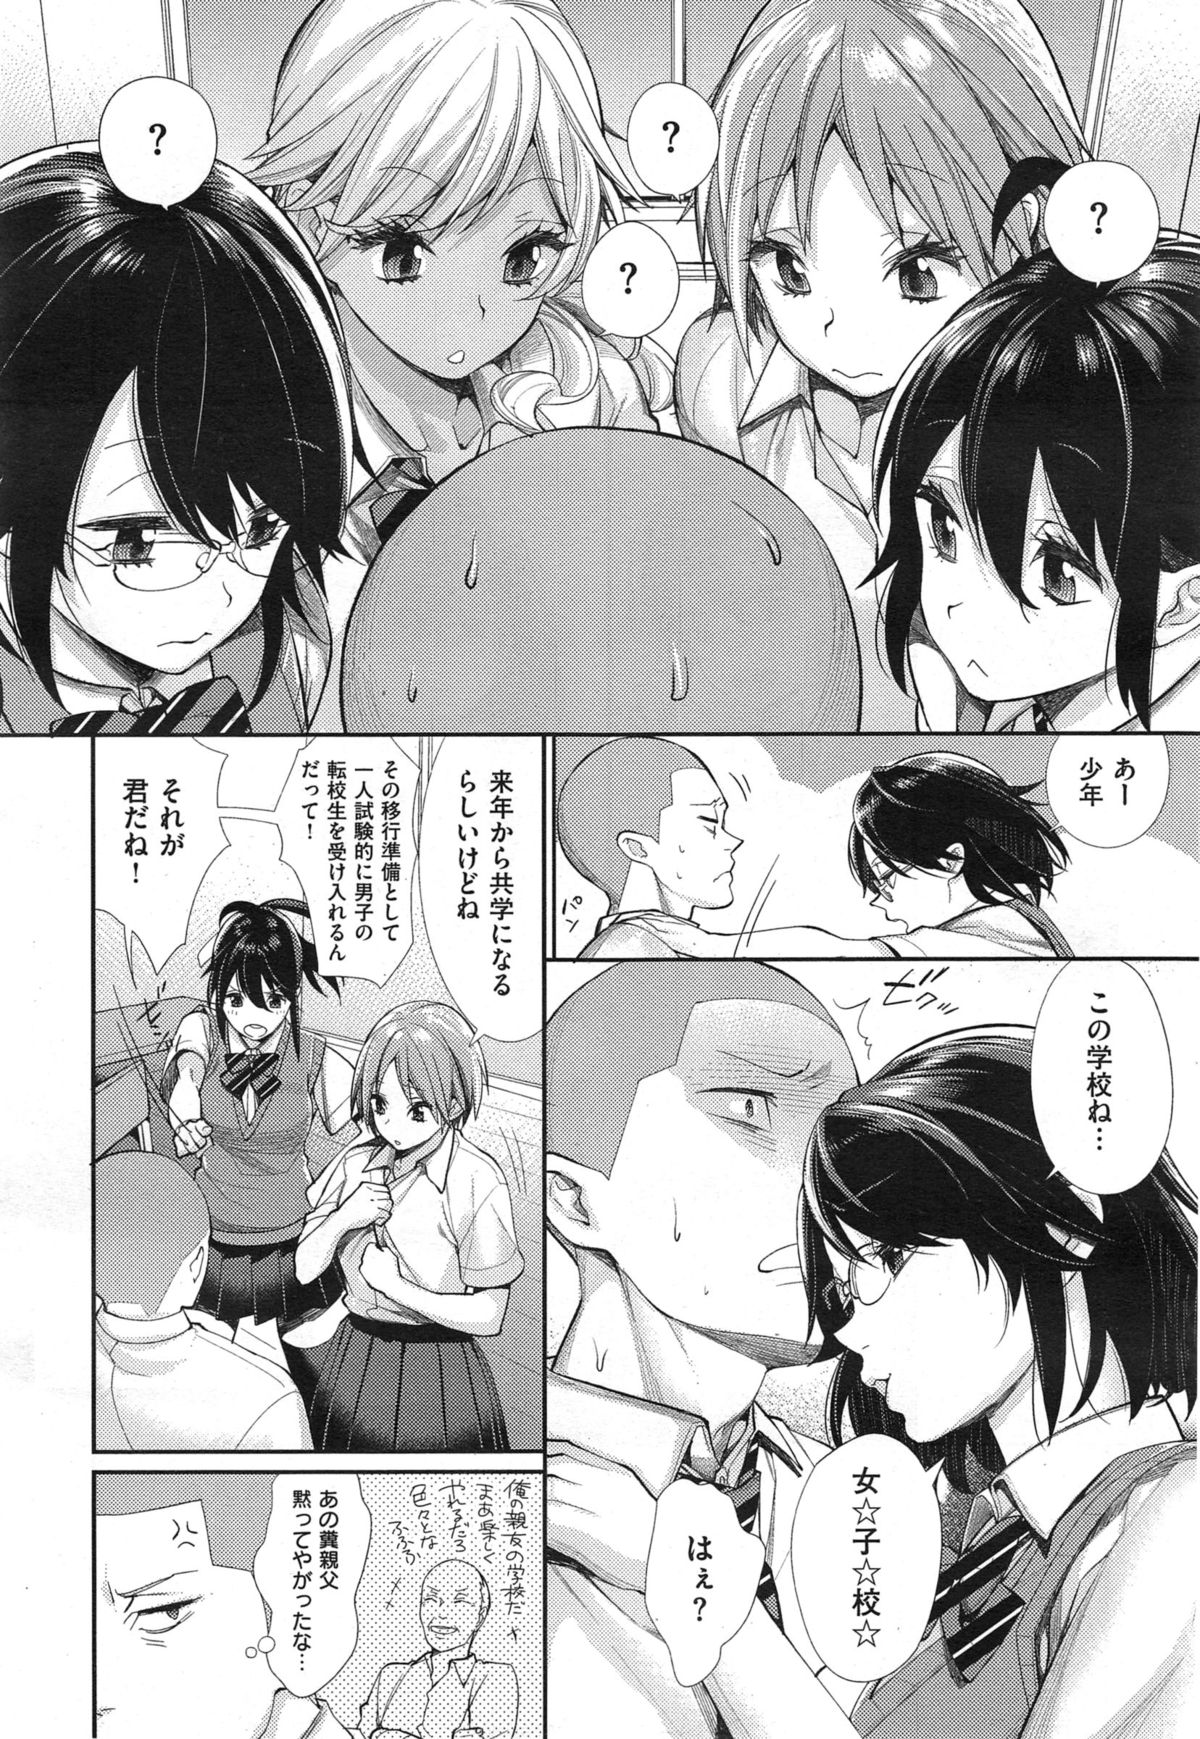 ?
?
?
?
あー
少年
この学校ね…
ゼクッ
女☆子☆校☆
はぇ?
来年から共学になる
らしいけどね
その移行準備として
一人試験的に男子の
転校生を受け入れるん
だって!
それが
君だね!
俺の親友の学校だ
まあ楽しく
やれるだろ
色々とな
ふふふ
あの糞親父
黙ってやがったな…